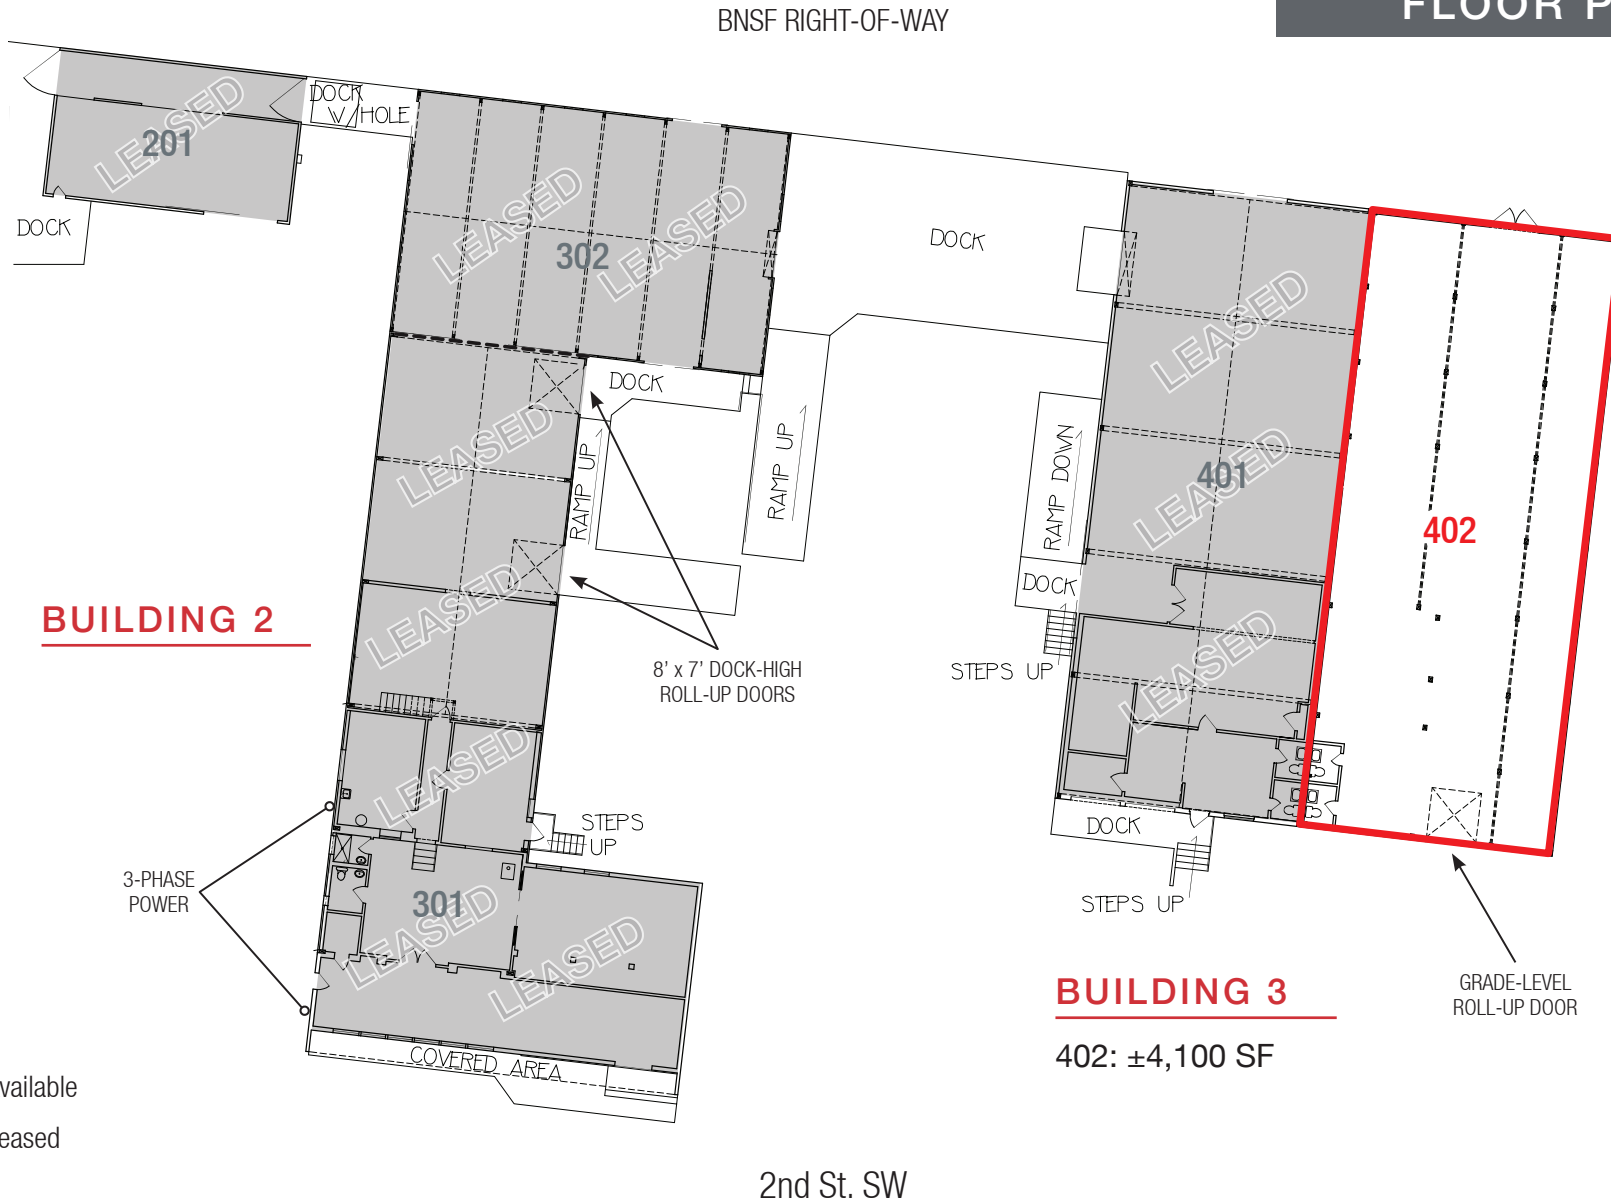 BNSF RIGHT-OF-WAY
FLOOR P
DOCK
W/HOLE
LEASED
201
DOCK
LEASED
302
LEASED
DOCK
DOCK
RAMP UP
RAMP UP
LEASED
LEASED
RAMP DOWN
LEASED
401
LEASED
402
DOCK
STEPS UP
LEASED
BUILDING 2
8’ x 7’ DOCK-HIGH
ROLL-UP DOORS
LEASED
STEPS
UP
DOCK
STEPS UP
3-PHASE
POWER
301
LEASED
LEASED
COVERED AREA
BUILDING 3
402: ±4,100 SF
GRADE-LEVEL
ROLL-UP DOOR
vailable
eased
2nd St. SW